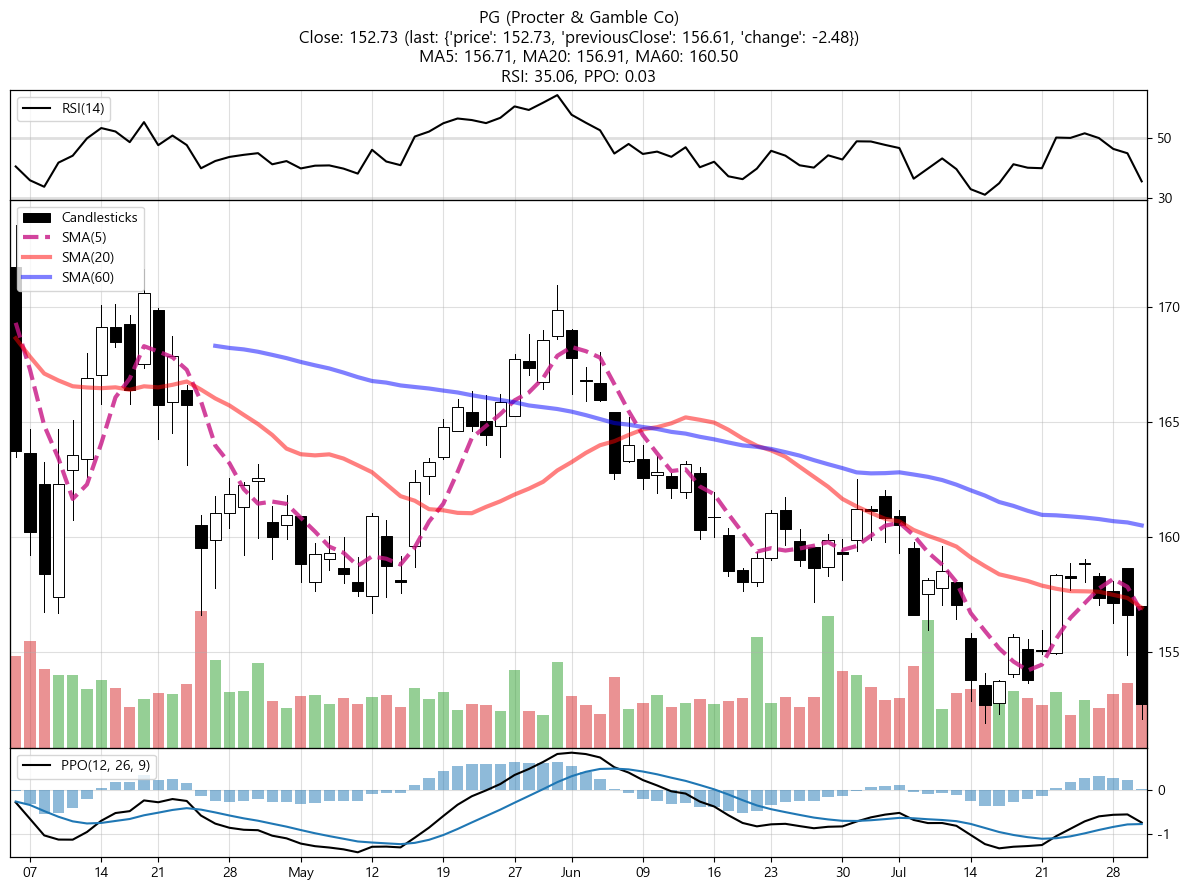 PG (Procter & Gamble Co)
Close: 152.73 (last: {'price': 152.73, 'previousClose': 156.61, 'change': -2.48})
MA5: 156.71, MA20: 156.91, MA60: 160.50
RSI: 35.06, PPO: 0.03
RSI(14)
50
30
Candlesticks
SMA(5)
SMA(20)
SMA(60)
170
165
160
155
PPO(12, 26, 9)
0
-1
07 14 21 28 May 12 19 27 Jun 09 16 23 30 Jul 14 21 28